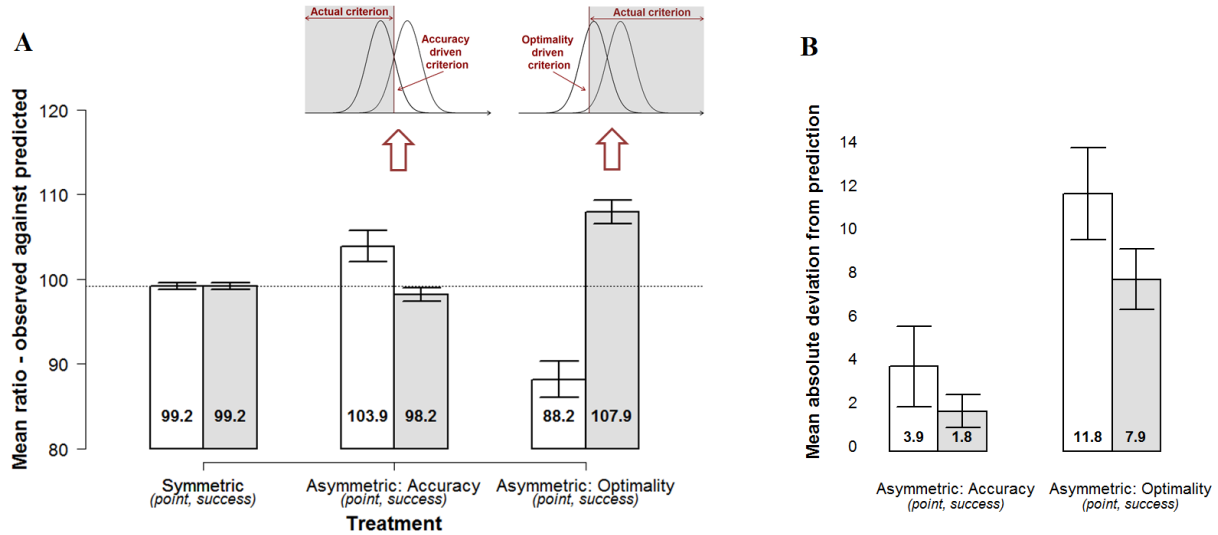 A
Actual criterion
Accuracy
driven
criterion
Actual criterion
Optimality
driven
criterion
Mean ratio - observed against predicted
120
110
100
90
80
99.2
99.2
103.9
98.2
88.2
107.9
Symmetric
(point, success)
Asymmetric: Accuracy
(point, success)
Asymmetric: Optimality
(point, success)
Treatment
B
Mean absolute deviation from prediction
14
12
10
8
6
4
2
0
3.9
1.8
11.8
7.9
Asymmetric: Accuracy
(point, success)
Asymmetric: Optimality
(point, success)